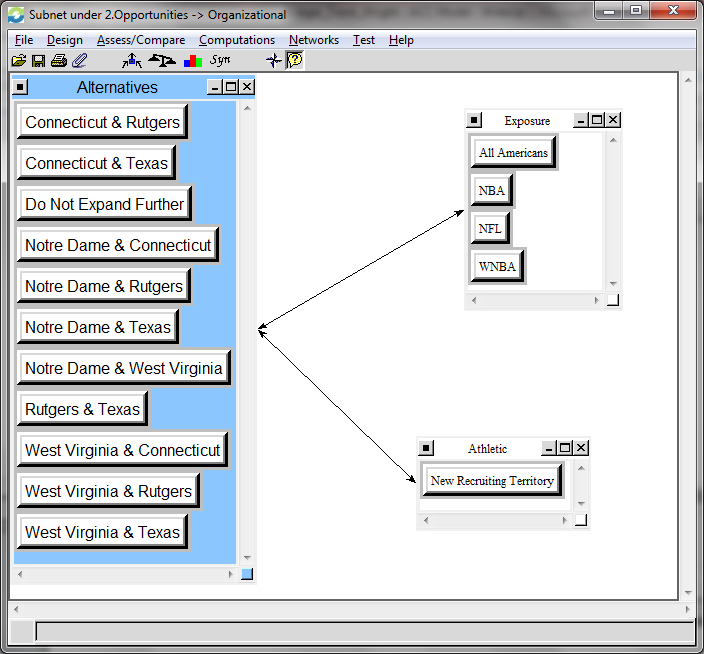 Subnet under 2.Opportunities -> Organizational
File Design Assess/Compare Computations Networks Test Help
Syn
Alternatives
Connecticut & Rutgers
Connecticut & Texas
Do Not Expand Further
Notre Dame & Connecticut
Notre Dame & Rutgers
Notre Dame & Texas
Notre Dame & West Virginia
Rutgers & Texas
West Virginia & Connecticut
West Virginia & Rutgers
West Virginia & Texas
Exposure
All Americans
NBA
NFL
WNBA
Athletic
New Recruiting Territory